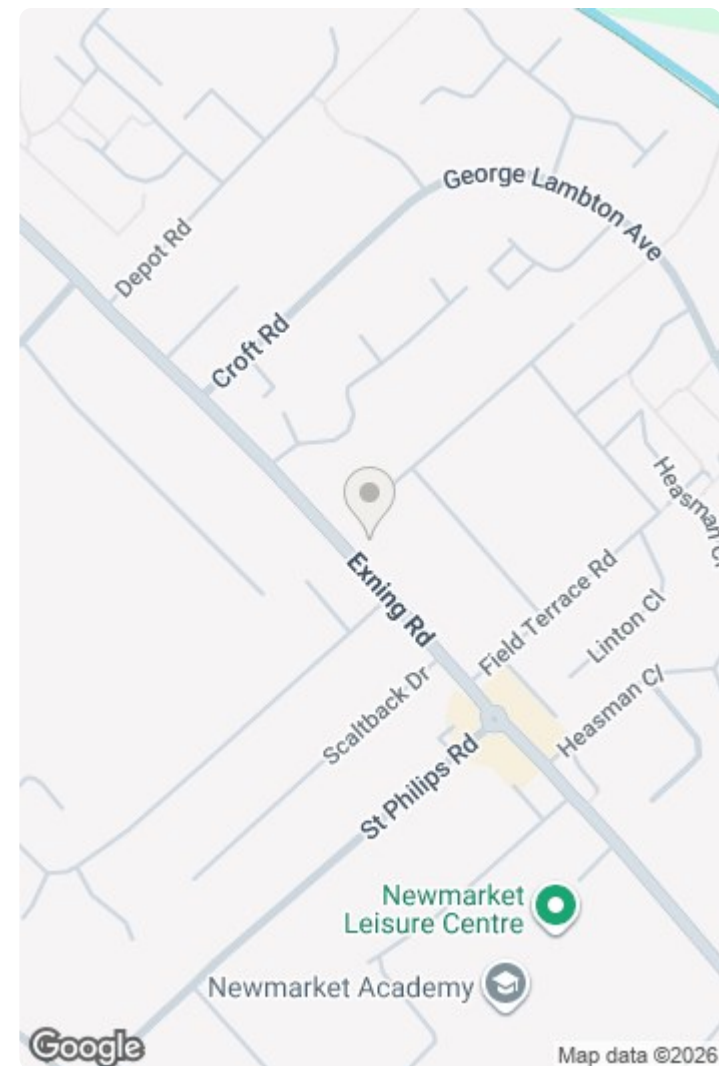 George Lambton Ave
Depot Rd
Croft Rd
Heasman Cl
Exning Rd
Field Terrace Rd
Linton Cl
Scaltback Dr
Heasman Cl
St Philips Rd
Newmarket
Leisure Centre
Newmarket Academy
Google
Map data ©2026